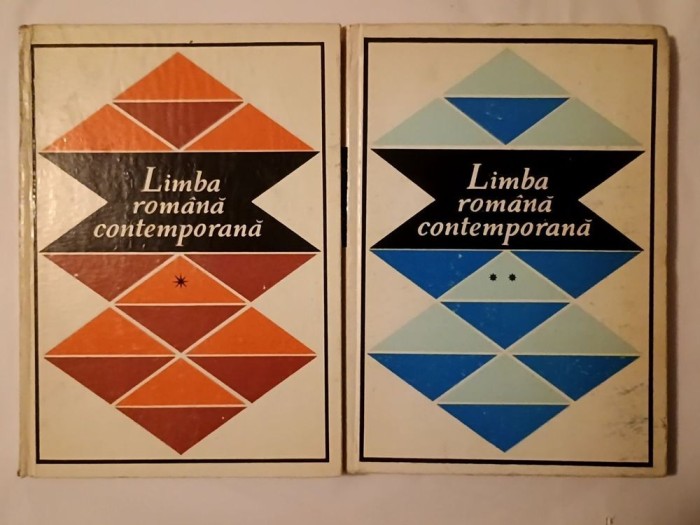 Limba
română
contemporană
*
Limba
română
contemporană
* *